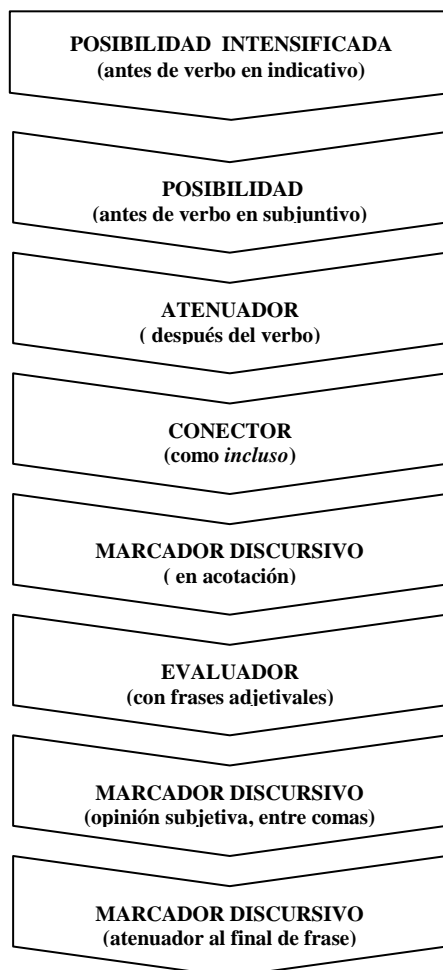 POSIBILIDAD INTENSIFICADA
(antes de verbo en indicativo)
POSIBILIDAD
(antes de verbo en subjuntivo)
ATENUADOR
( después del verbo)
CONECTOR
(como incluso)
MARCADOR DISCURSIVO
( en acotación)
EVALUADOR
(con frases adjetivales)
MARCADOR DISCURSIVO
(opinión subjetiva, entre comas)
MARCADOR DISCURSIVO
(atenuador al final de frase)